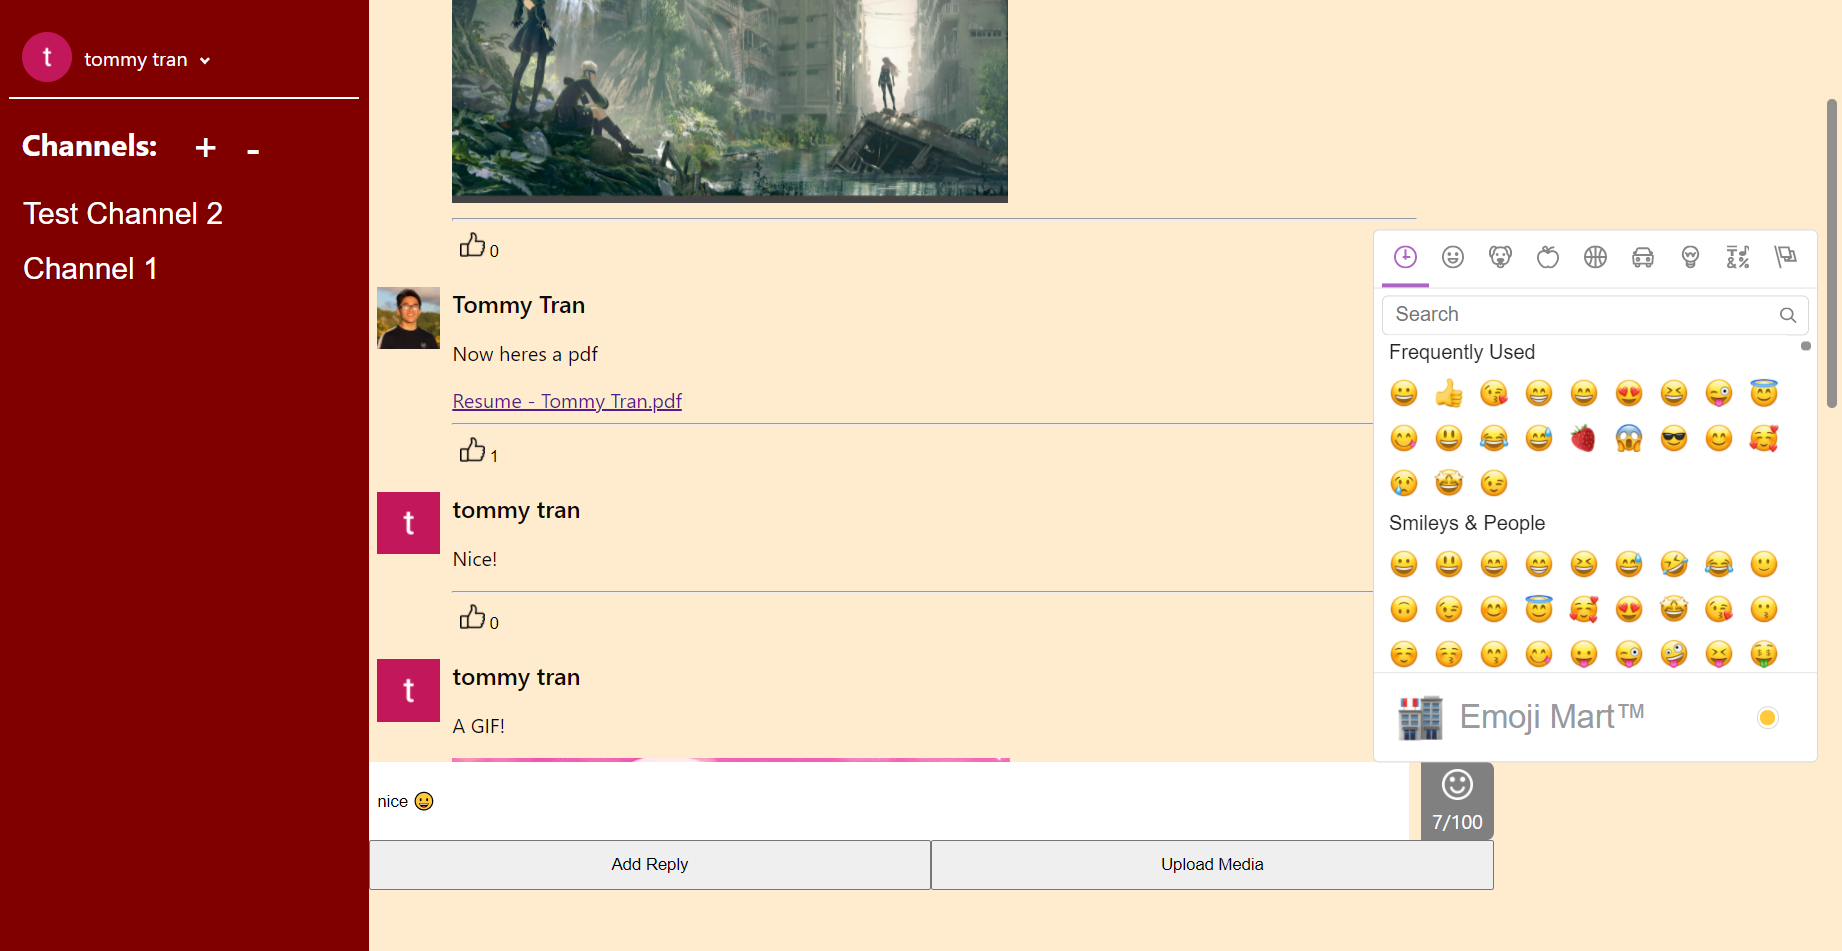 t
tommy tran
Channels: + -
Test Channel 2
Channel 1
0
Tommy Tran
Now heres a pdf
Resume - Tommy Tran.pdf
1
t
tommy tran
Nice!
0
t
tommy tran
A GIF!
nice 😀
7/100
Add Reply
Upload Media
Search
Frequently Used
Smileys & People
Emoji Mart™